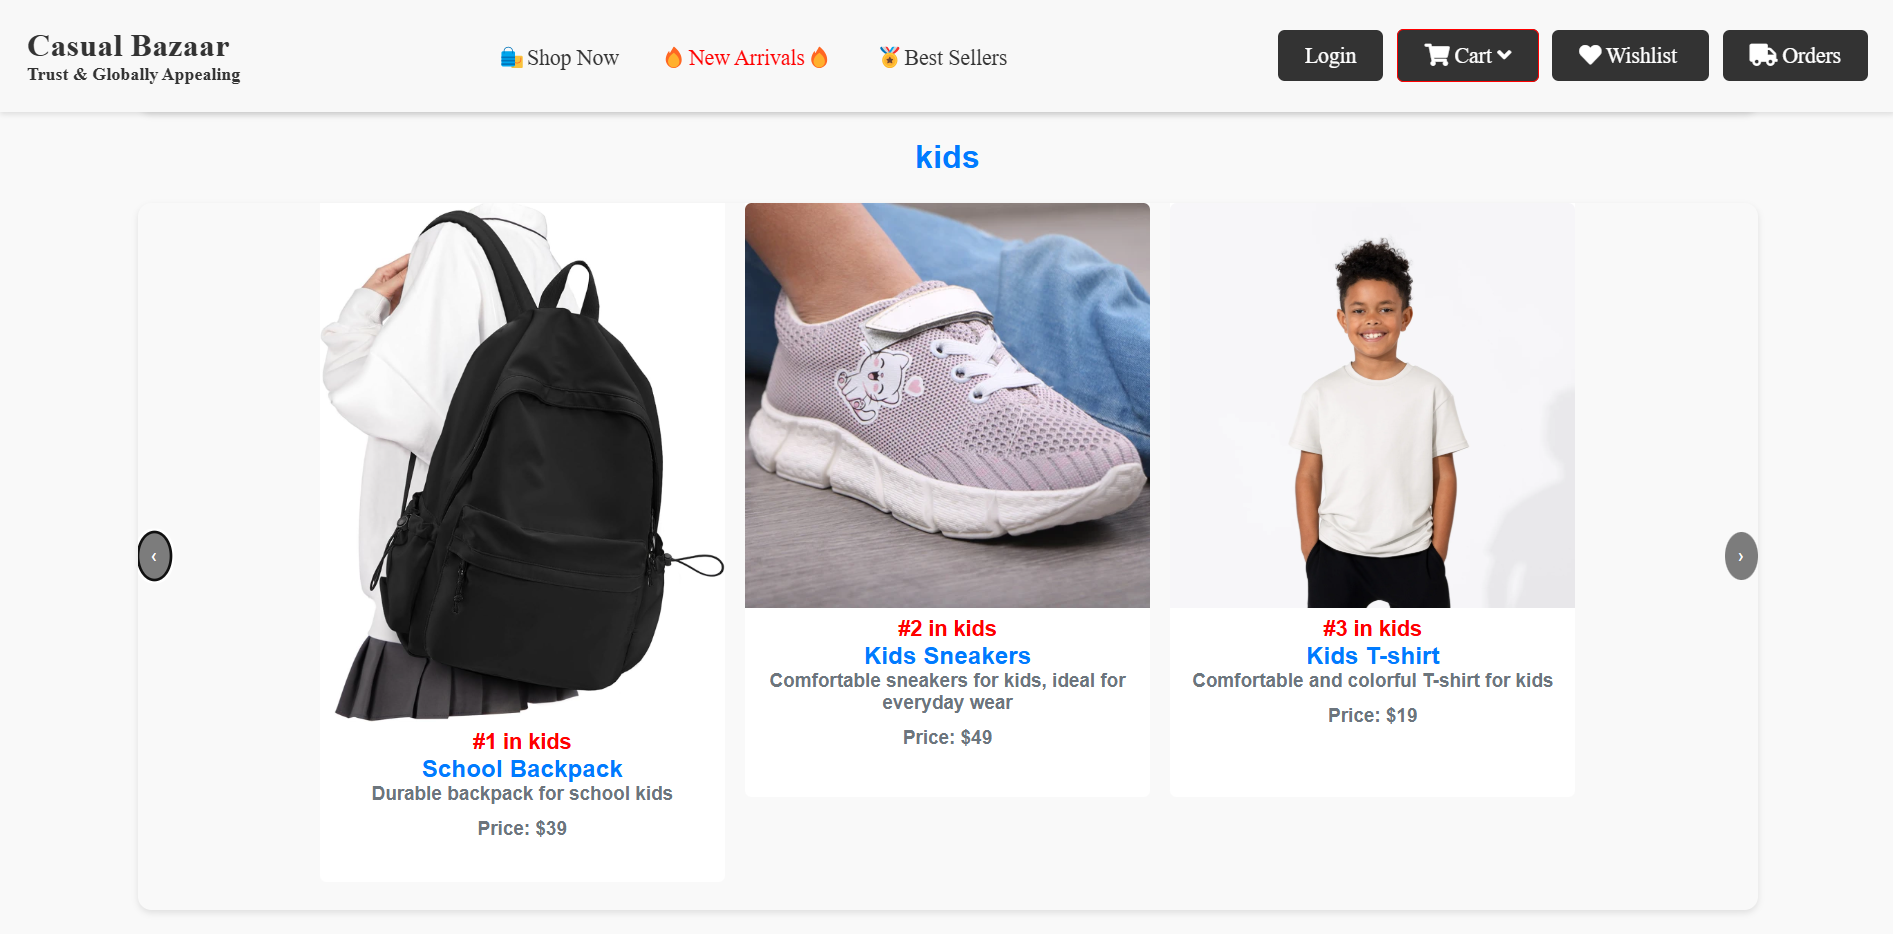 Casual Bazaar
Trust & Globally Appealing
Shop Now
New Arrivals
Best Sellers
Login
Cart
Wishlist
Orders
kids
#1 in kids
School Backpack
Durable backpack for school kids
Price: $39
#2 in kids
Kids Sneakers
Comfortable sneakers for kids, ideal for
everyday wear
Price: $49
#3 in kids
Kids T-shirt
Comfortable and colorful T-shirt for kids
Price: $19
‹
›